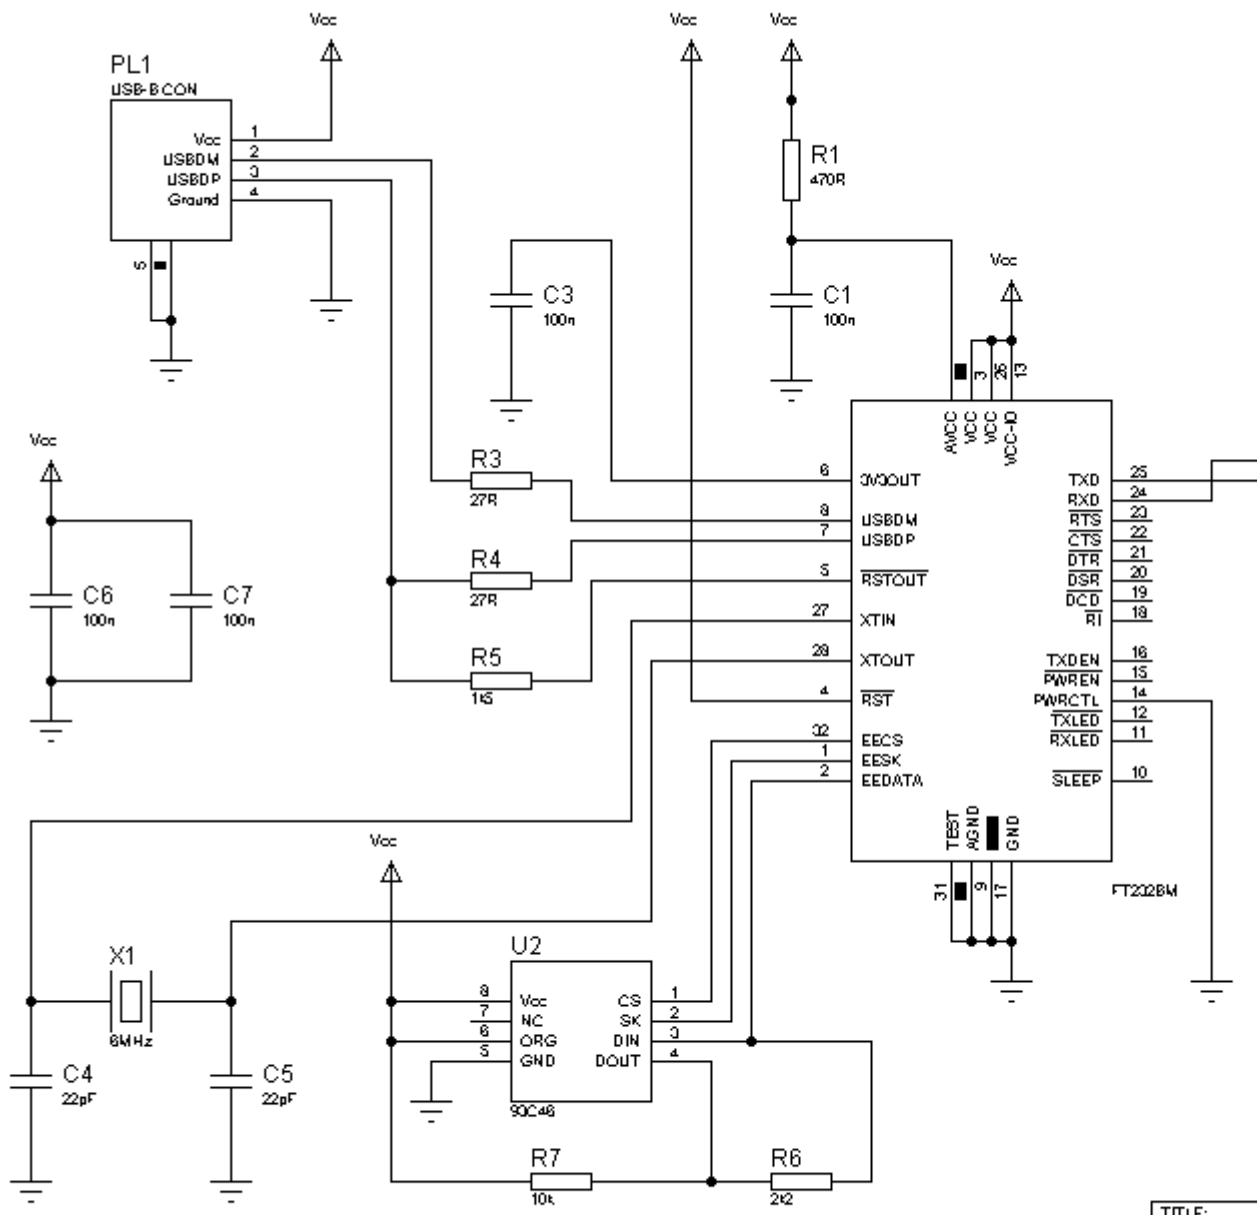 Vcc
Vcc
Vcc
PL1
USB-B CON
Vcc 1
USBDM 2
USBDP 3
Ground 4
5
R1
470R
C3
100n
C1
100n
Vcc
3
26
13
AVCC
VCC
VCC
VCC-IO
Vcc
R3
27R
6 3V3OUT
TXD 25
RXD 24
8 USBDM
RTS 23
7 USBDP
CTS 22
DTR 21
R4
27R
5 RSTOUT
DSR 20
DCD 19
C6
100n
C7
100n
27 XTIN
RI 18
R5
1k5
28 XTOUT
TXDEN 16
PWREN 15
4 RST
PWRCTL 14
TXLED 12
32 EECS
RXLED 11
1 EESK
2 EEDATA
SLEEP 10
TEST
AGND
GND
31
9
17
FT232BM
Vcc
X1
6MHz
U2
8 Vcc
CS 1
7 NC
SK 2
6 ORG
DIN 3
5 GND
DOUT 4
93C46
C4
22pF
C5
22pF
R7
10k
R6
2k2
TITLE: